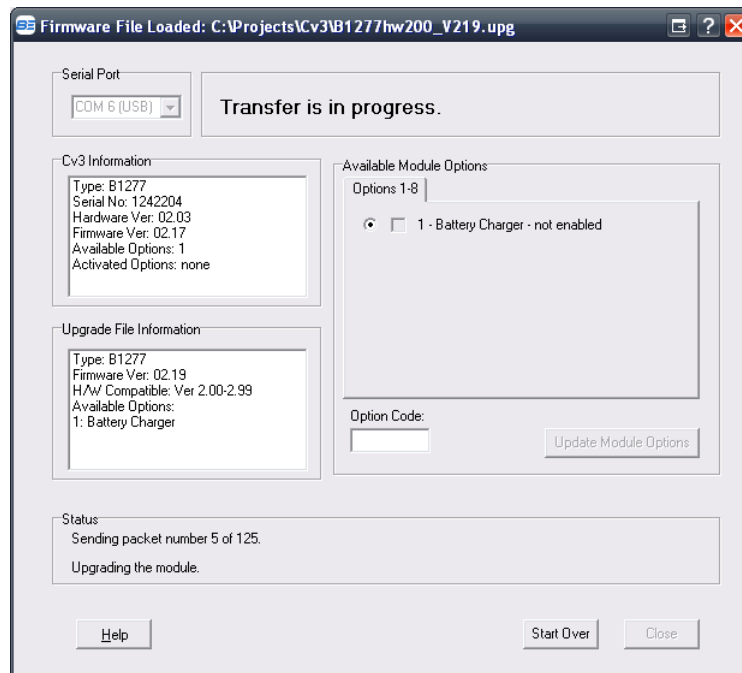 Firmware File Loaded: C:\Projects\Cv3\B1277hw200_V219.upg
Serial Port
COM 6 (USB)
Transfer is in progress.
Cv3 Information
Type: B1277
Serial No: 1242204
Hardware Ver: 02.03
Firmware Ver: 02.17
Available Options: 1
Activated Options: none
Available Module Options
Options 1-8
1 - Battery Charger - not enabled
Upgrade File Information
Type: B1277
Firmware Ver: 02.19
H/W Compatible: Ver 2.00-2.99
Available Options:
1: Battery Charger
Option Code:
Update Module Options
Status
Sending packet number 5 of 125.
Upgrading the module.
Help
Start Over
Close